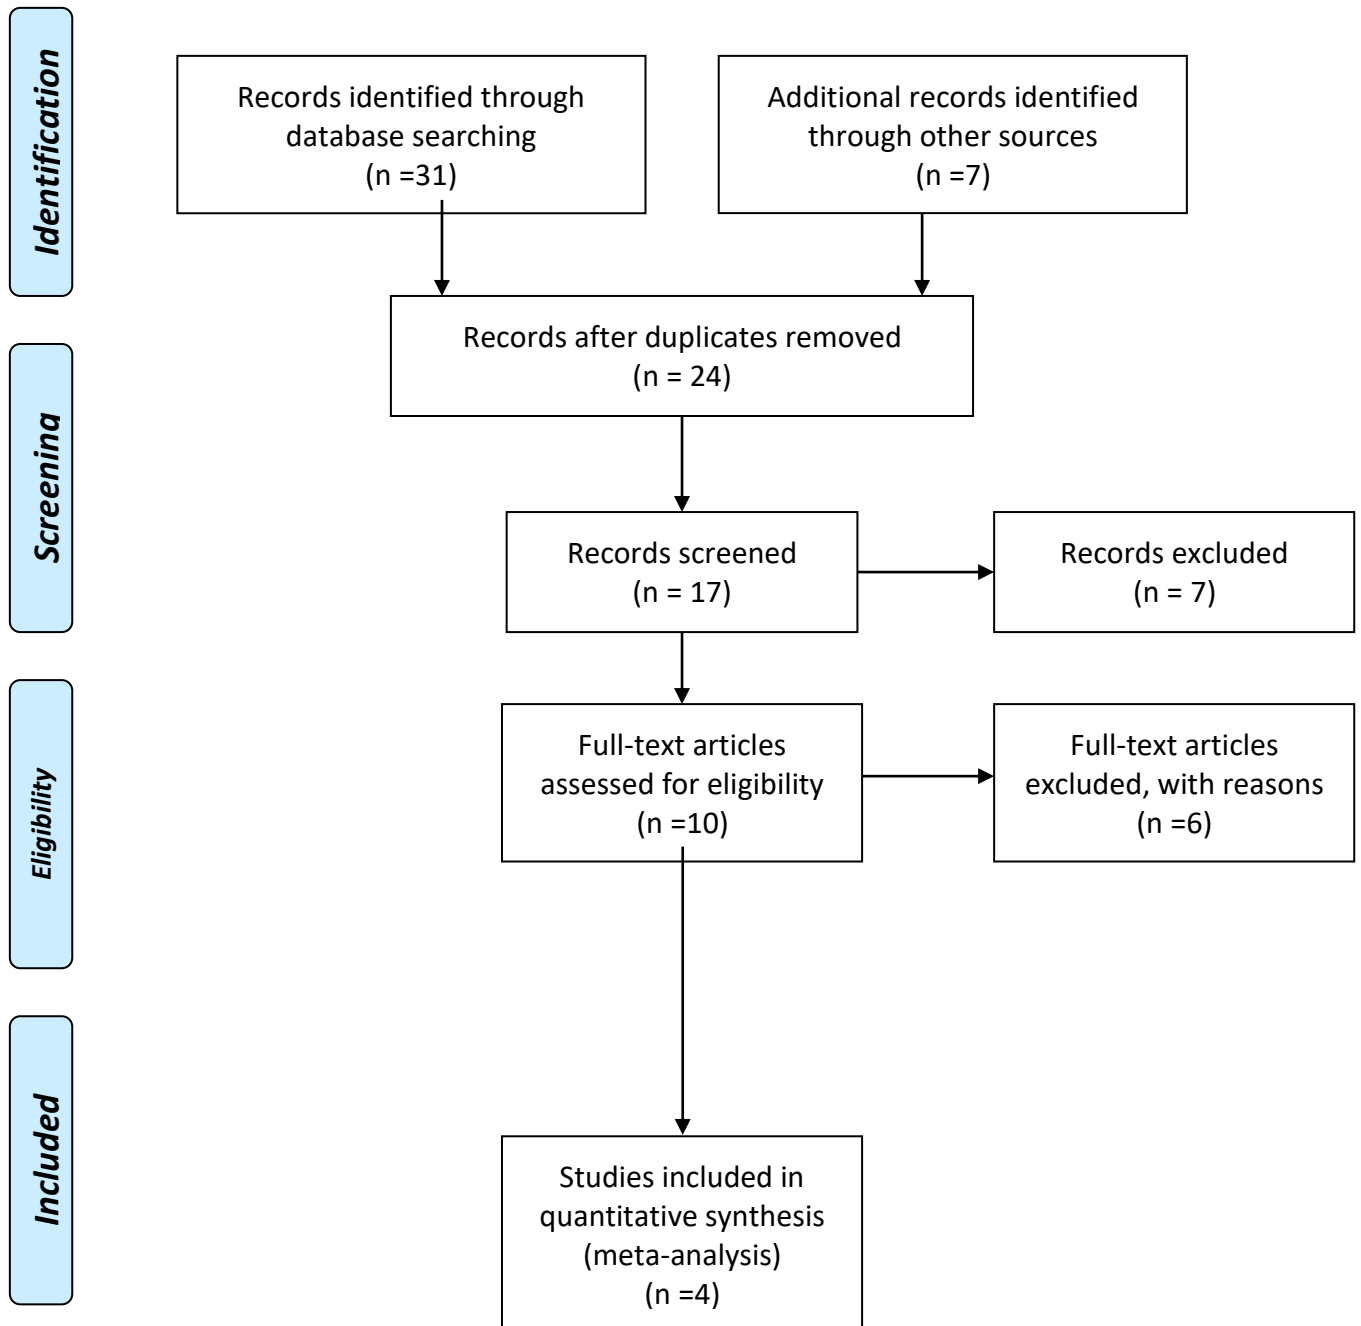 Identification
Records identified through
database searching
(n =31)
Additional records identified
through other sources
(n =7)
Records after duplicates removed
(n = 24)
Screening
Records screened
(n = 17)
Records excluded
(n = 7)
Eligibility
Full-text articles
assessed for eligibility
(n =10)
Full-text articles
excluded, with reasons
(n =6)
Included
Studies included in
quantitative synthesis
(meta-analysis)
(n =4)